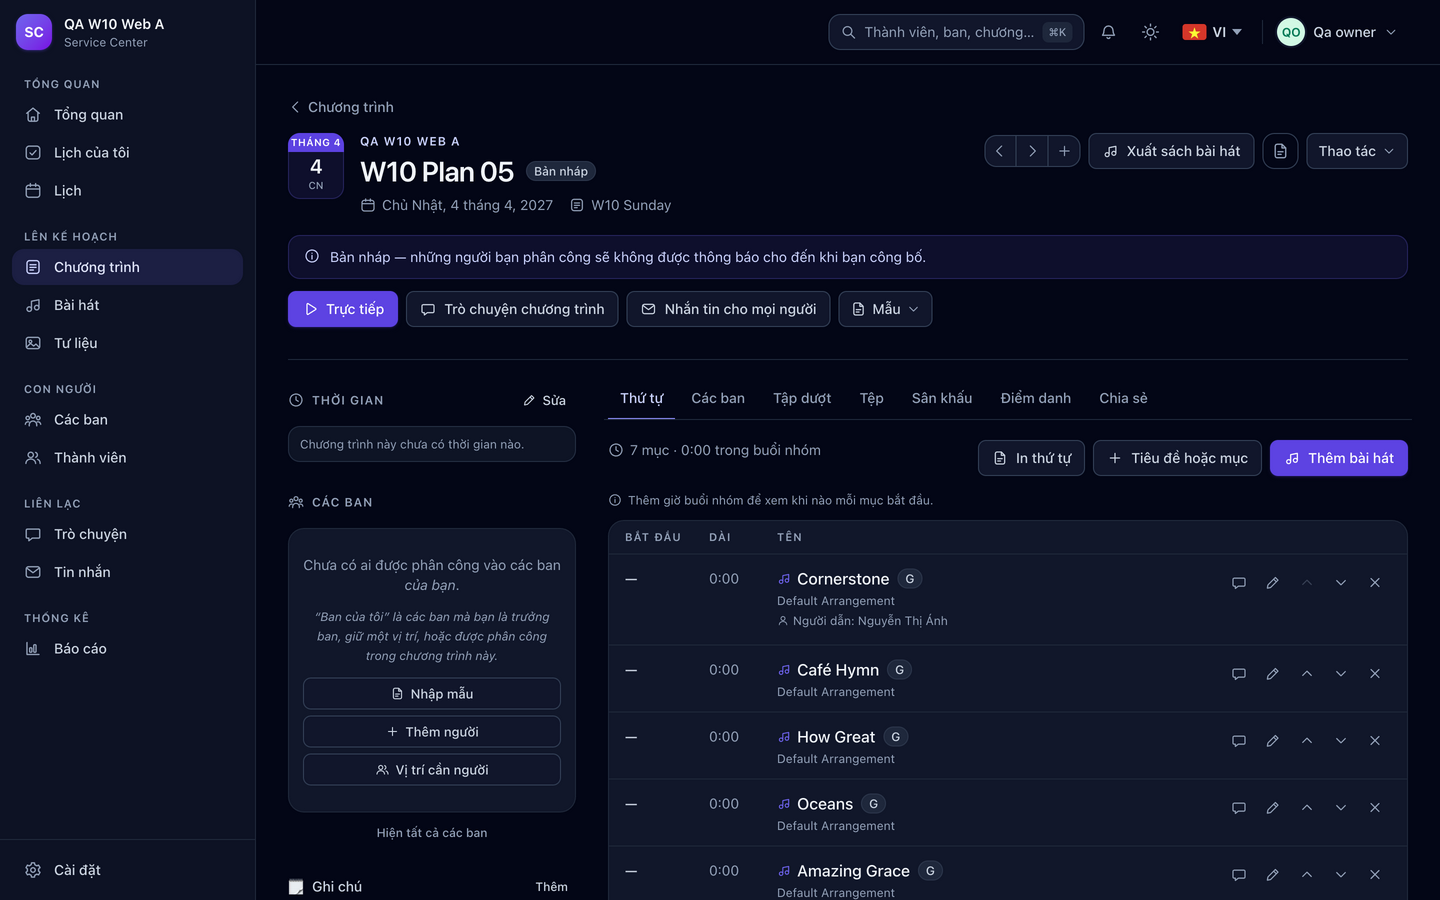 SC
QA W10 Web A
Service Center
TỔNG QUAN
Tổng quan
Lịch của tôi
Lịch
LÊN KẾ HOẠCH
Chương trình
Bài hát
Tư liệu
CON NGƯỜI
Các ban
Thành viên
LIÊN LẠC
Trò chuyện
Tin nhắn
THỐNG KÊ
Báo cáo
Cài đặt
Thành viên, ban, chương... ⌘K
VI
QO Qa owner
Chương trình
THÁNG 4
4
CN
QA W10 WEB A
W10 Plan 05 Bản nháp
Chủ Nhật, 4 tháng 4, 2027 W10 Sunday
Xuất sách bài hát
Thao tác
Bản nháp — những người bạn phân công sẽ không được thông báo cho đến khi bạn công bố.
Trực tiếp Trò chuyện chương trình Nhắn tin cho mọi người Mẫu
THỜI GIAN Sửa
Chương trình này chưa có thời gian nào.
CÁC BAN
Chưa có ai được phân công vào các ban
của bạn.
“Ban của tôi” là các ban mà bạn là trưởng
ban, giữ một vị trí, hoặc được phân công
trong chương trình này.
Nhập mẫu
Thêm người
Vị trí cần người
Hiện tất cả các ban
Ghi chú Thêm
Thứ tự Các ban Tập dượt Tệp Sân khấu Điểm danh Chia sẻ
7 mục · 0:00 trong buổi nhóm
In thứ tự Tiêu đề hoặc mục Thêm bài hát
Thêm giờ buổi nhóm để xem khi nào mỗi mục bắt đầu.
BẮT ĐẦU DÀI TÊN
— 0:00 Cornerstone G
Default Arrangement
Người dẫn: Nguyễn Thị Ánh
— 0:00 Café Hymn G
Default Arrangement
— 0:00 How Great G
Default Arrangement
— 0:00 Oceans G
Default Arrangement
— 0:00 Amazing Grace G
Default Arrangement